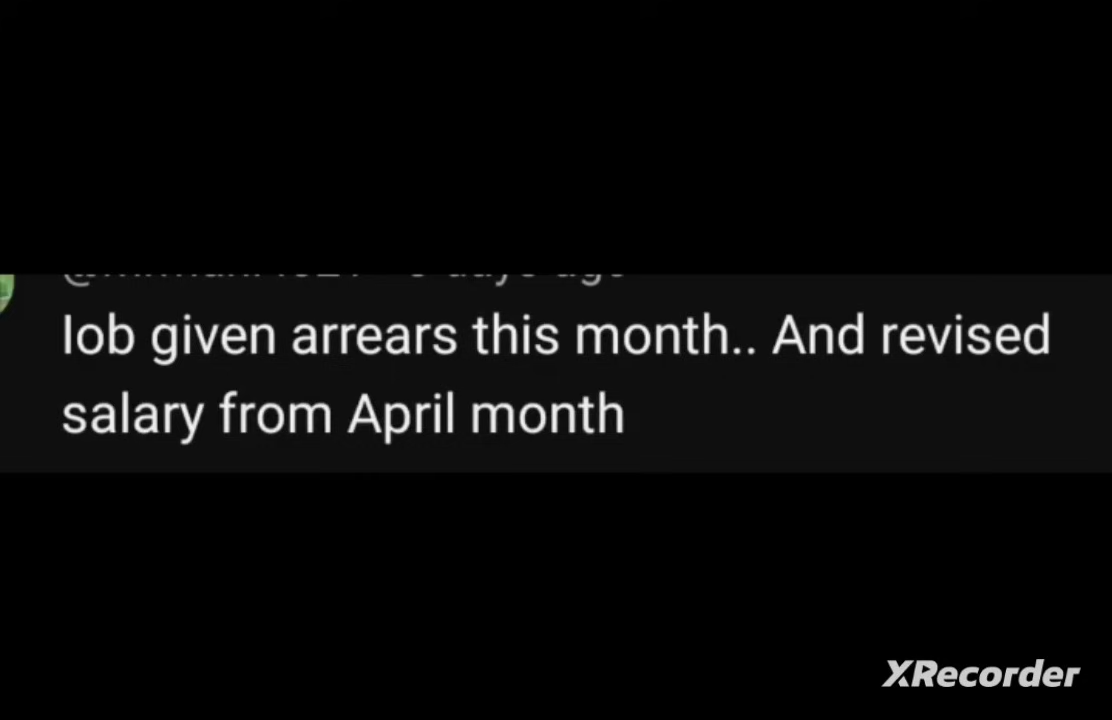 Iob given arrears this month.. And revised
salary from April month
XRecorder